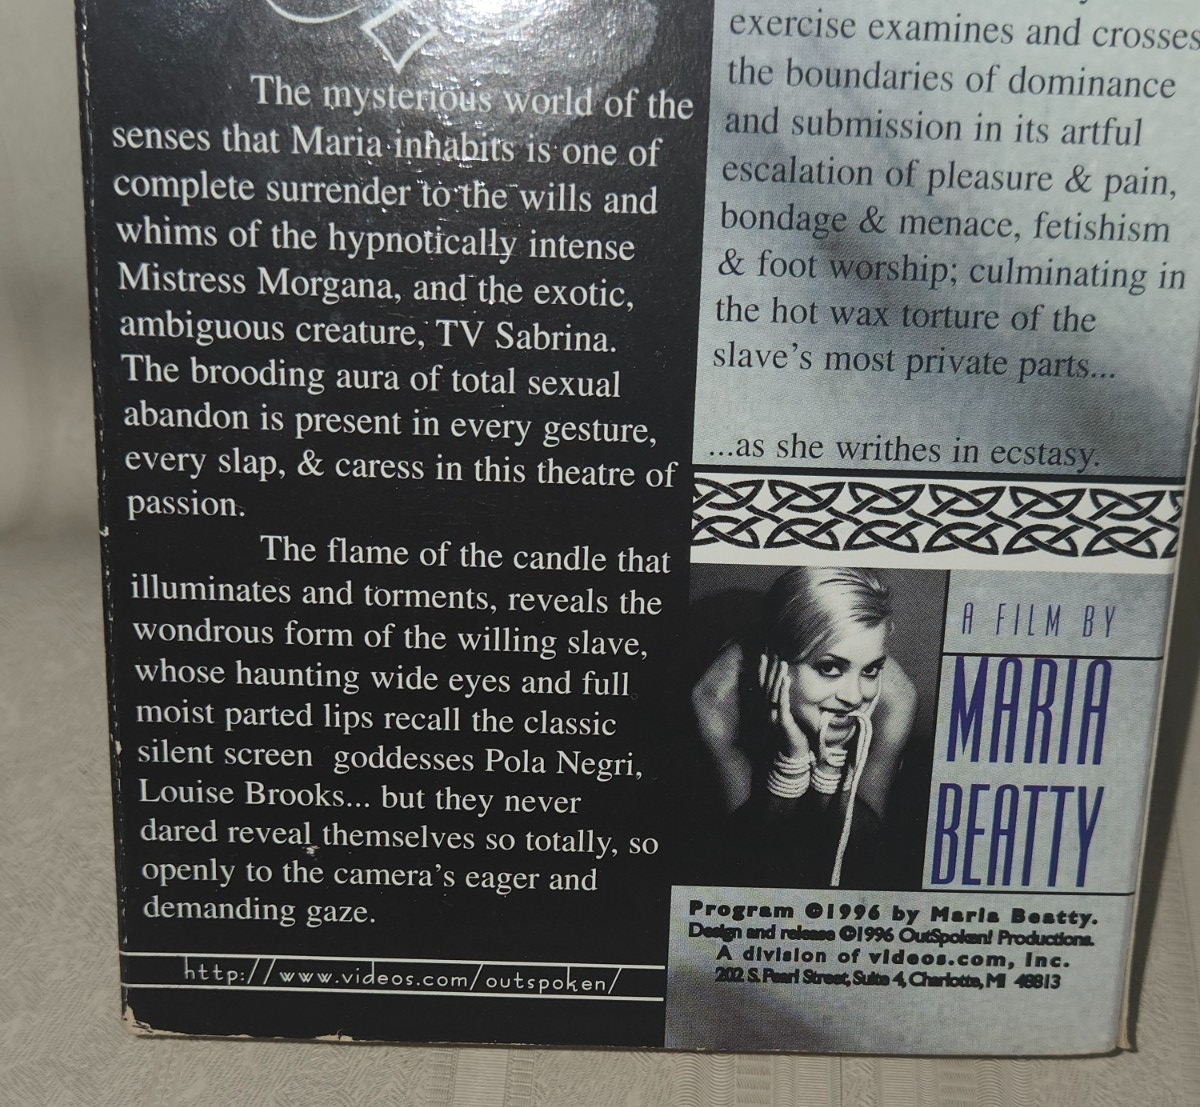 The mysterious world of the
senses that Maria inhabits is one of
complete surrender to the wills and
whims of the hypnotically intense
Mistress Morgana, and the exotic,
ambiguous creature, TV Sabrina.
The brooding aura of total sexual
abandon is present in every gesture,
every slap, & caress in this theatre of
passion.
The flame of the candle that
illuminates and torments, reveals the
wondrous form of the willing slave,
whose haunting wide eyes and full
moist parted lips recall the classic
silent screen goddesses Pola Negri,
Louise Brooks... but they never
dared reveal themselves so totally, so
openly to the camera's eager and
demanding gaze.
http://www.videos.com/outspoken/
exercise examines and crosses
the boundaries of dominance
and submission in its artful
escalation of pleasure & pain,
bondage & menace, fetishism
& foot worship; culminating in
the hot wax torture of the
slave's most private parts...
...as she writhes in ecstasy.
A FILM BY
MARIA
BEATTY
Program ©1996 by Maria Beatty.
Design and release ©1996 OutSpoken! Productions.
A division of videos.com, Inc.
202 S. Pearl Street, Suite 4, Charlotte, MI 48813